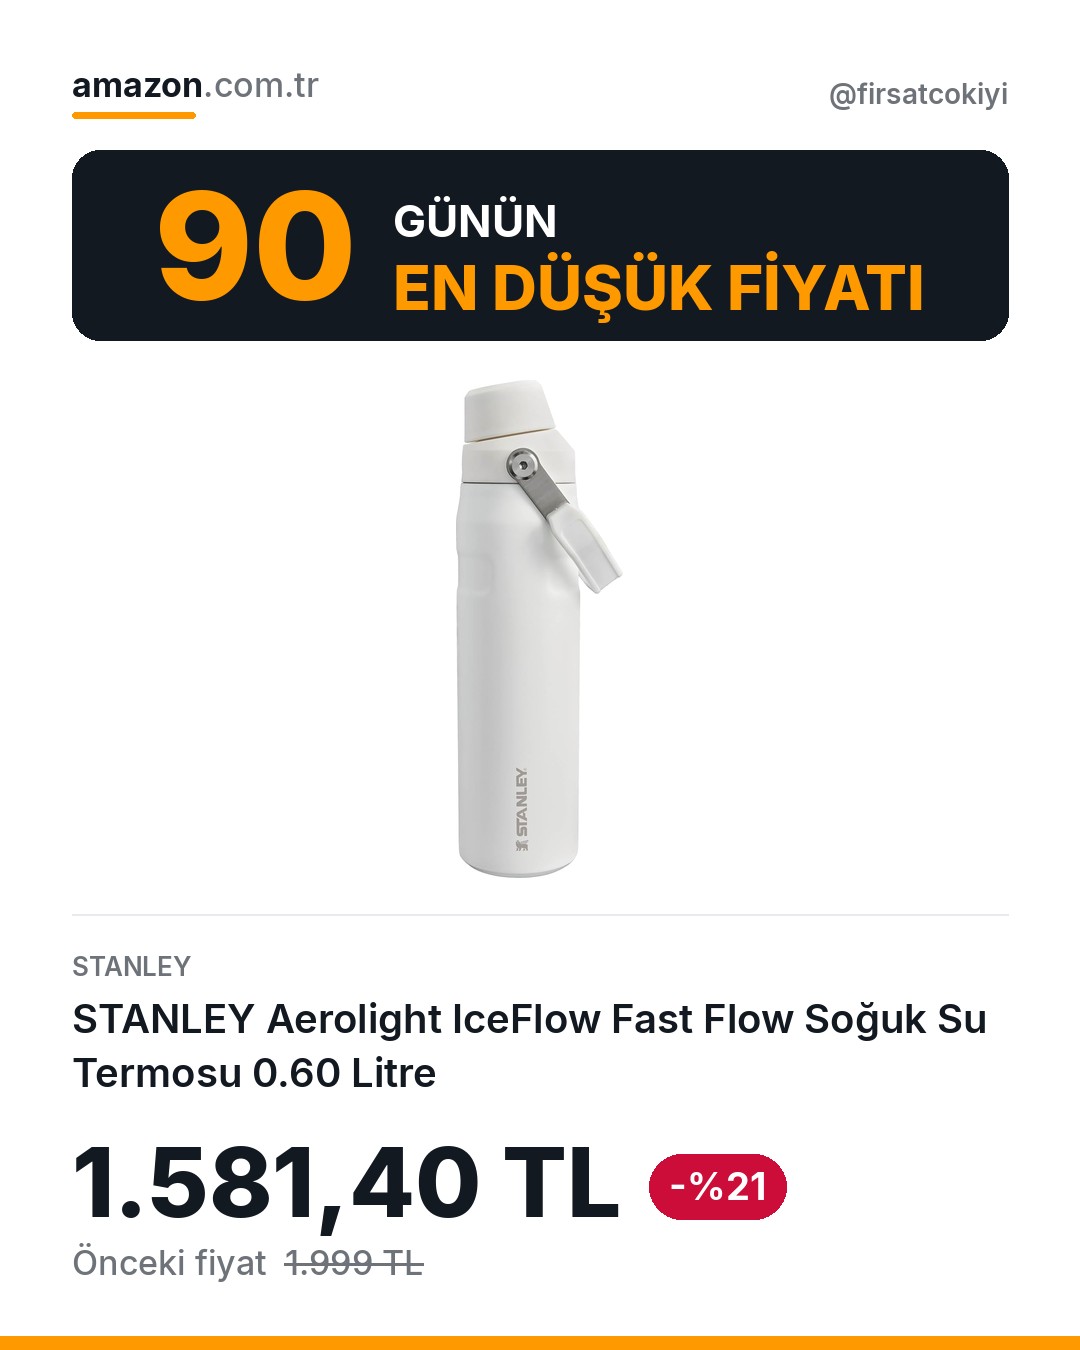 amazon.com.tr
@firsatcokiyi
90
GÜNÜN
EN DÜŞÜK FİYATI
STANLEY
STANLEY
STANLEY Aerolight IceFlow Fast Flow Soğuk Su
Termosu 0.60 Litre
1.581,40 TL
-%21
Önceki fiyat 1.999 TL